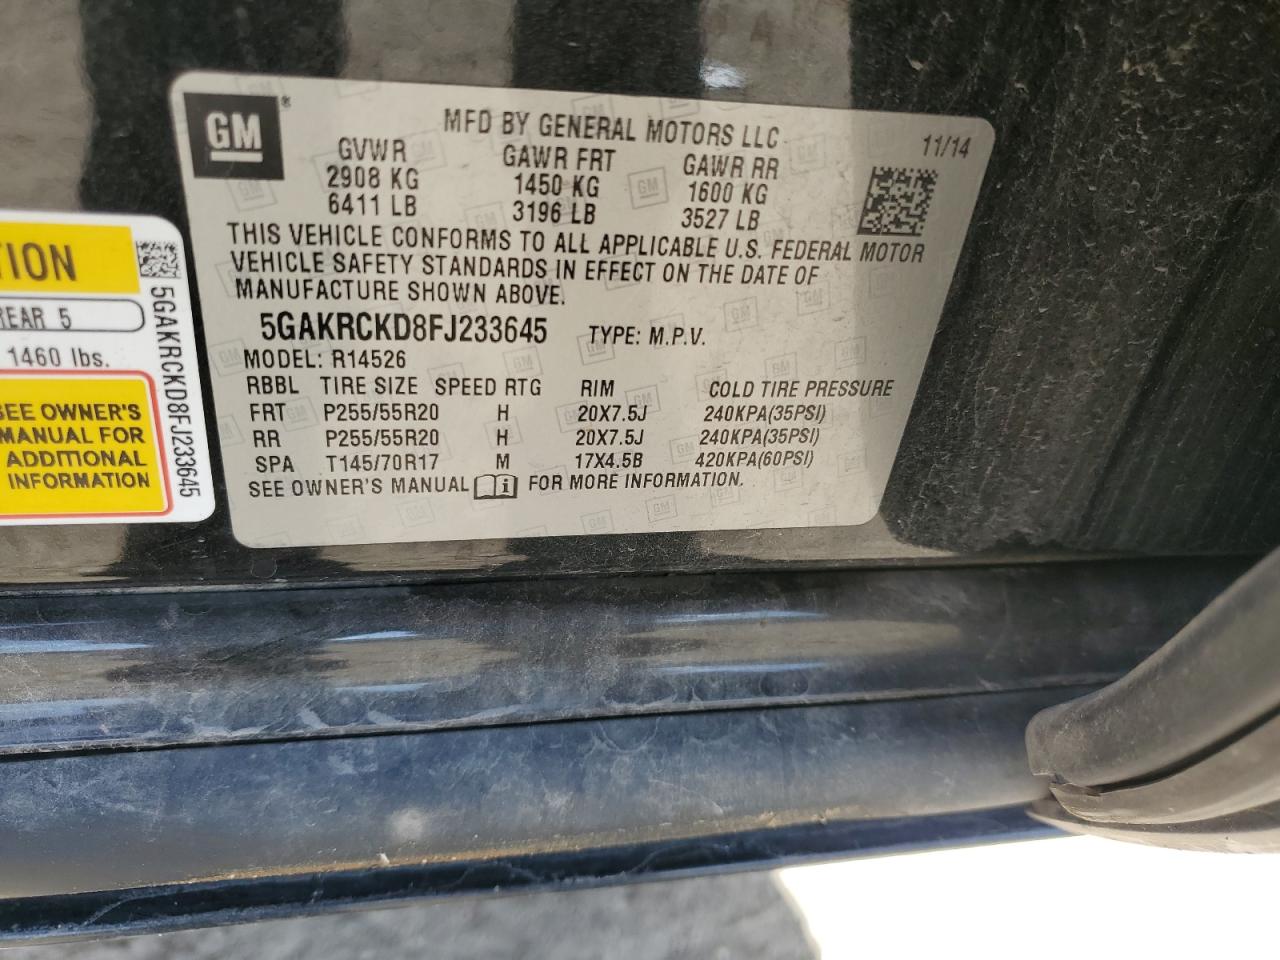 GM®
MFD BY GENERAL MOTORS LLC
11/14
GVWR GAWR FRT GAWR RR
2908 KG 1450 KG 1600 KG
6411 LB 3196 LB 3527 LB
THIS VEHICLE CONFORMS TO ALL APPLICABLE U.S. FEDERAL MOTOR
VEHICLE SAFETY STANDARDS IN EFFECT ON THE DATE OF
MANUFACTURE SHOWN ABOVE.
5GAKRCKD8FJ233645 TYPE: M.P.V.
MODEL: R14526
RBBL TIRE SIZE SPEED RTG RIM COLD TIRE PRESSURE
FRT P255/55R20 H 20X7.5J 240KPA(35PSI)
RR P255/55R20 H 20X7.5J 240KPA(35PSI)
SPA T145/70R17 M 17X4.5B 420KPA(60PSI)
SEE OWNER'S MANUAL i FOR MORE INFORMATION.
TION
REAR 5
1460 lbs.
SEE OWNER'S
MANUAL FOR
ADDITIONAL
INFORMATION
5GAKRCKD8FJ233645